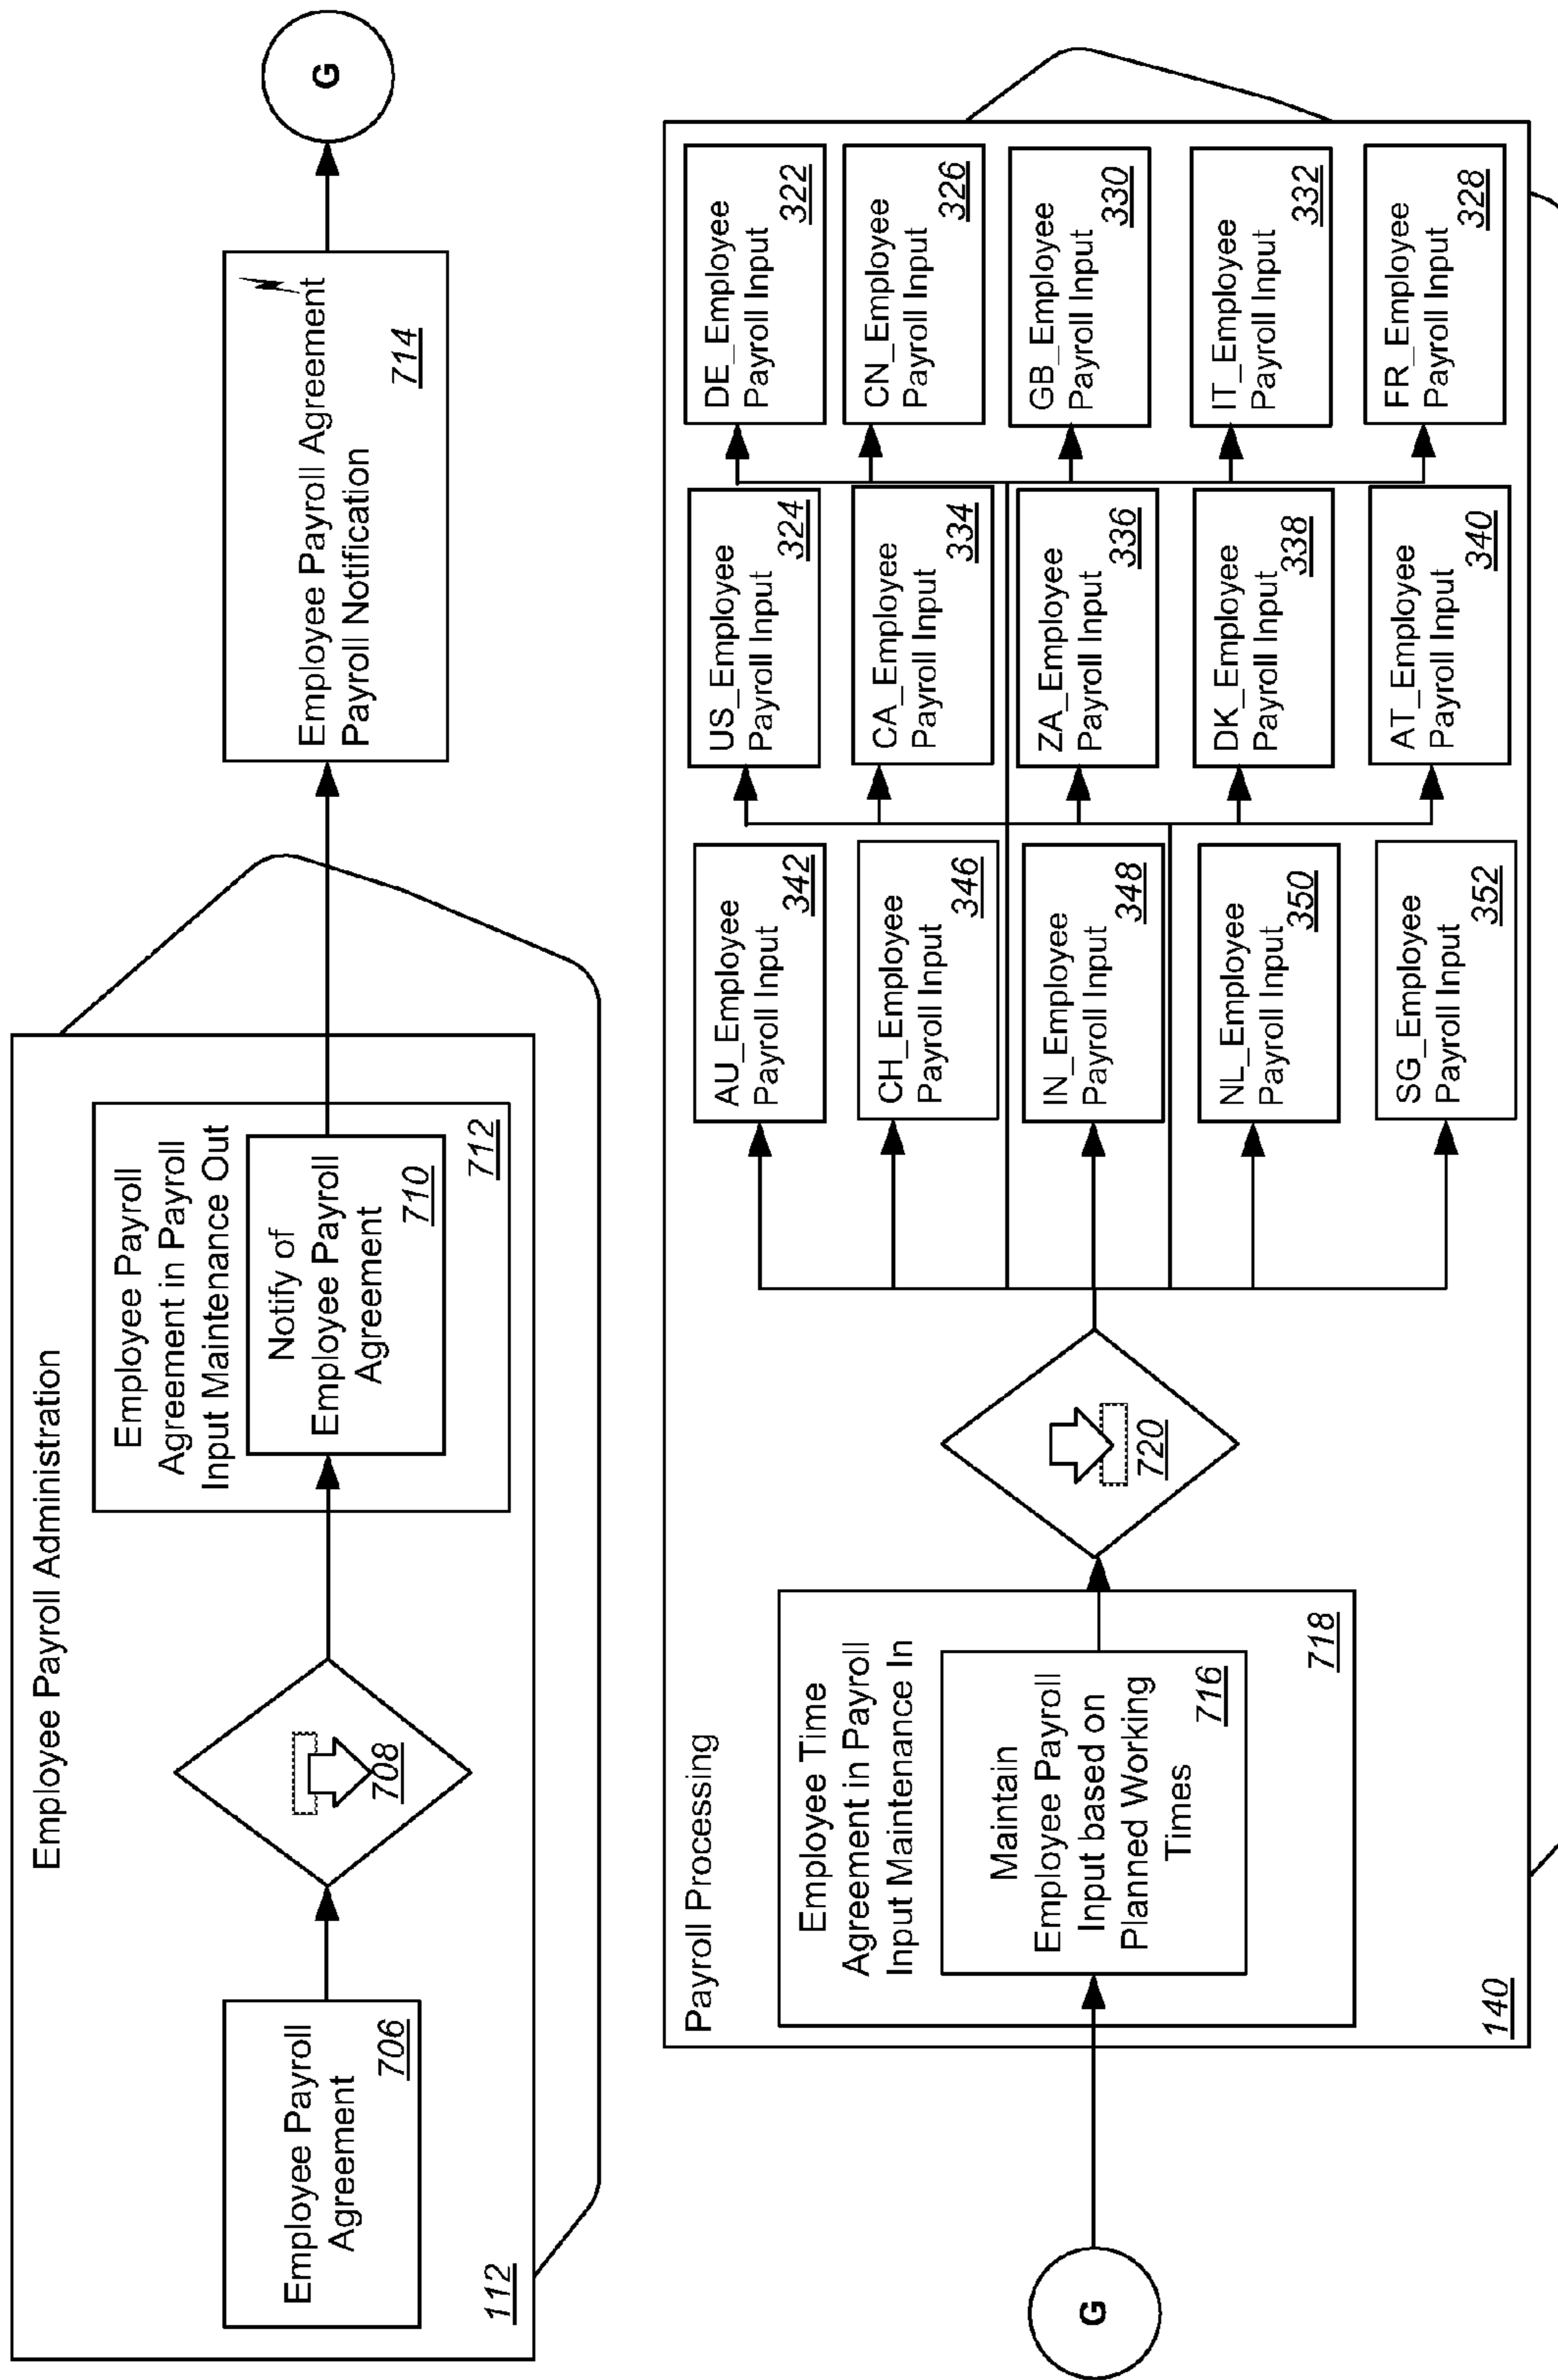 Employee Payroll Administration
Employee Payroll
Agreement
706
708
Employee Payroll
Agreement in Payroll
Input Maintenance Out
Notify of
Employee Payroll
Agreement
710
712
112
Employee Payroll Agreement
Payroll Notification
714
G
G
Payroll Processing
Employee Time
Agreement in Payroll
Input Maintenance In
Maintain
Employee Payroll
Input based on
Planned Working
Times
716
718
720
AU_Employee
Payroll Input
342
CH_Employee
Payroll Input
346
IN_Employee
Payroll Input
348
NL_Employee
Payroll Input
350
SG_Employee
Payroll Input
352
US_Employee
Payroll Input
324
CA_Employee
Payroll Input
334
ZA_Employee
Payroll Input
336
DK_Employee
Payroll Input
338
AT_Employee
Payroll Input
340
DE_Employee
Payroll Input
322
CN_Employee
Payroll Input
326
GB_Employee
Payroll Input
330
IT_Employee
Payroll Input
332
FR_Employee
Payroll Input
328
140